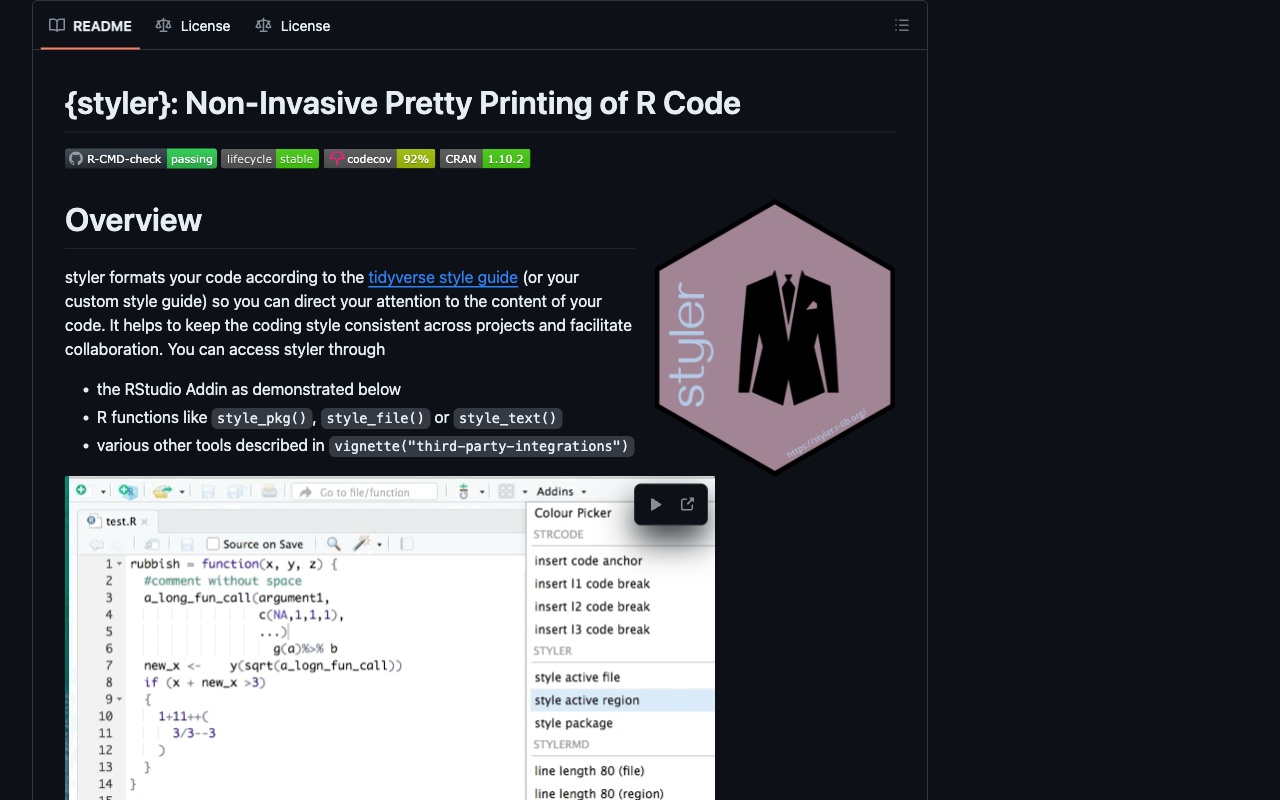 README License License
{styler}: Non-Invasive Pretty Printing of R Code
R-CMD-check passing lifecycle stable codecov 92% CRAN 1.10.2
Overview
styler formats your code according to the tidyverse style guide (or your
custom style guide) so you can direct your attention to the content of your
code. It helps to keep the coding style consistent across projects and facilitate
collaboration. You can access styler through
• the RStudio Addin as demonstrated below
• R functions like style_pkg(), style_file() or style_text()
• various other tools described in vignette("third-party-integrations")
styler
https://styler.r-lib.org/
Go to file/function Addins
test.R
Source on Save
1 rubbish = function(x, y, z) {
2 #comment without space
3 a_long_fun_call(argument1,
4 c(NA,1,1,1),
5 ...)
6 g(a)%>% b
7 new_x <- y(sqrt(a_logn_fun_call))
8 if (x + new_x >3)
9 {
10 1+11++(
11 3/3--3
12 )
13 }
14 }
15
Colour Picker
STRCODE
insert code anchor
insert l1 code break
insert l2 code break
insert l3 code break
STYLER
style active file
style active region
style package
STYLERMD
line length 80 (file)
line length 80 (region)